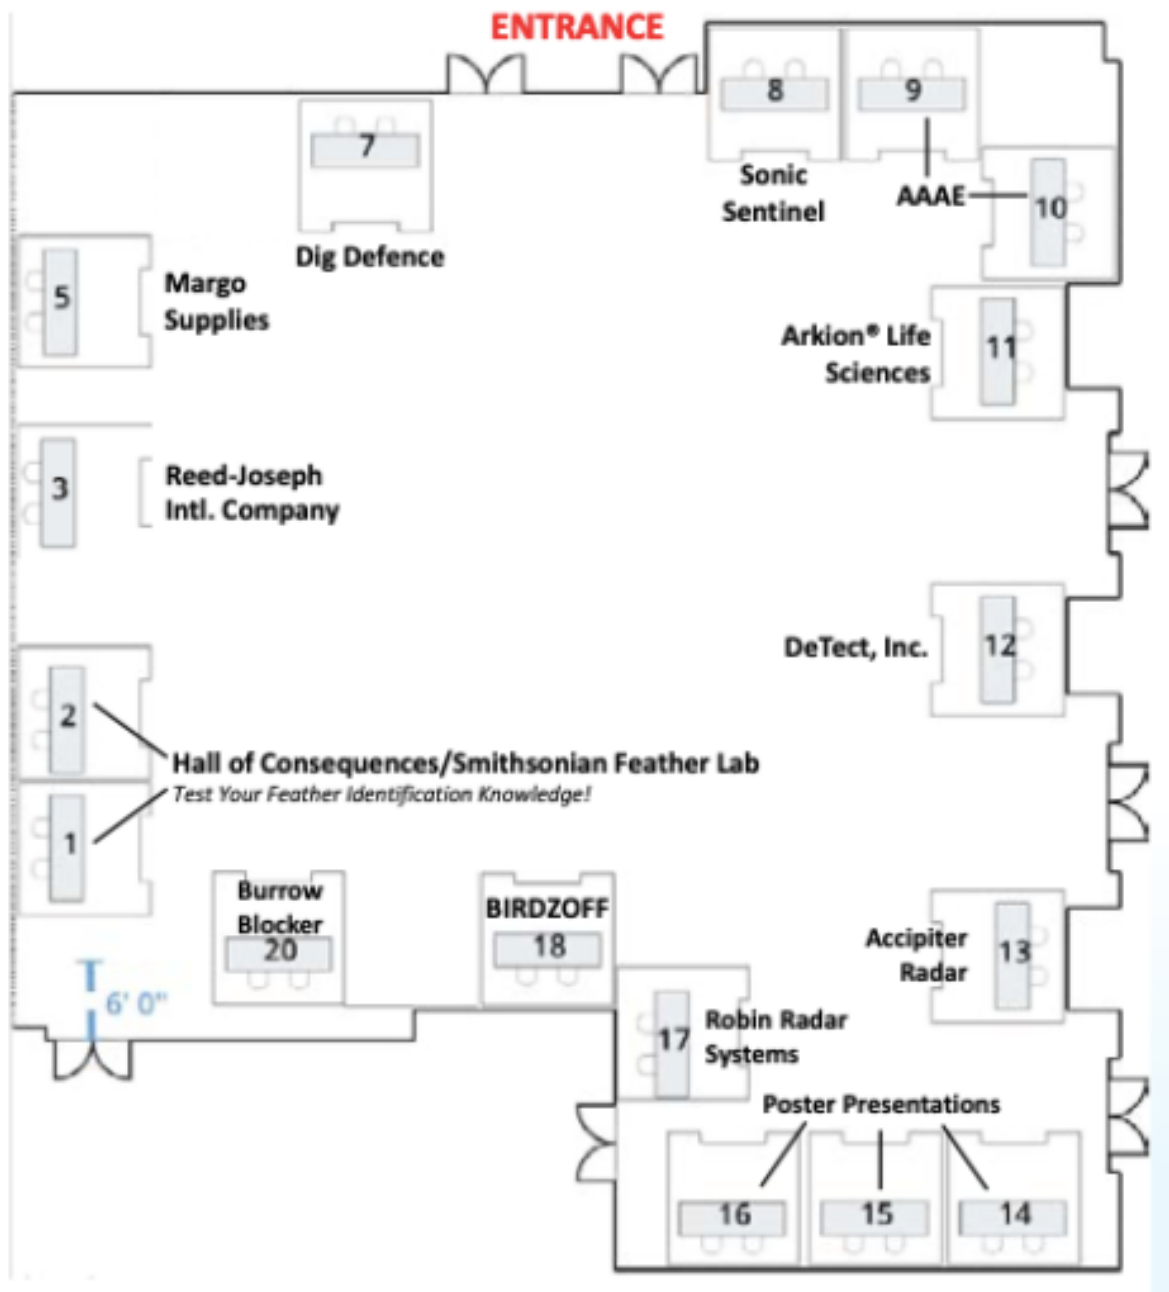 ENTRANCE
8
9
7
Sonic
Sentinel
AAAE
10
Dig Defence
5
Margo
Supplies
Arkion® Life
Sciences
11
3
Reed-Joseph
Intl. Company
DeTect, Inc.
12
2
Hall of Consequences/Smithsonian Feather Lab
Test Your Feather Identification Knowledge!
1
Burrow
Blocker
20
BIRDZOFF
18
Accipiter
Radar
13
6' 0"
17
Robin Radar
Systems
Poster Presentations
16
15
14